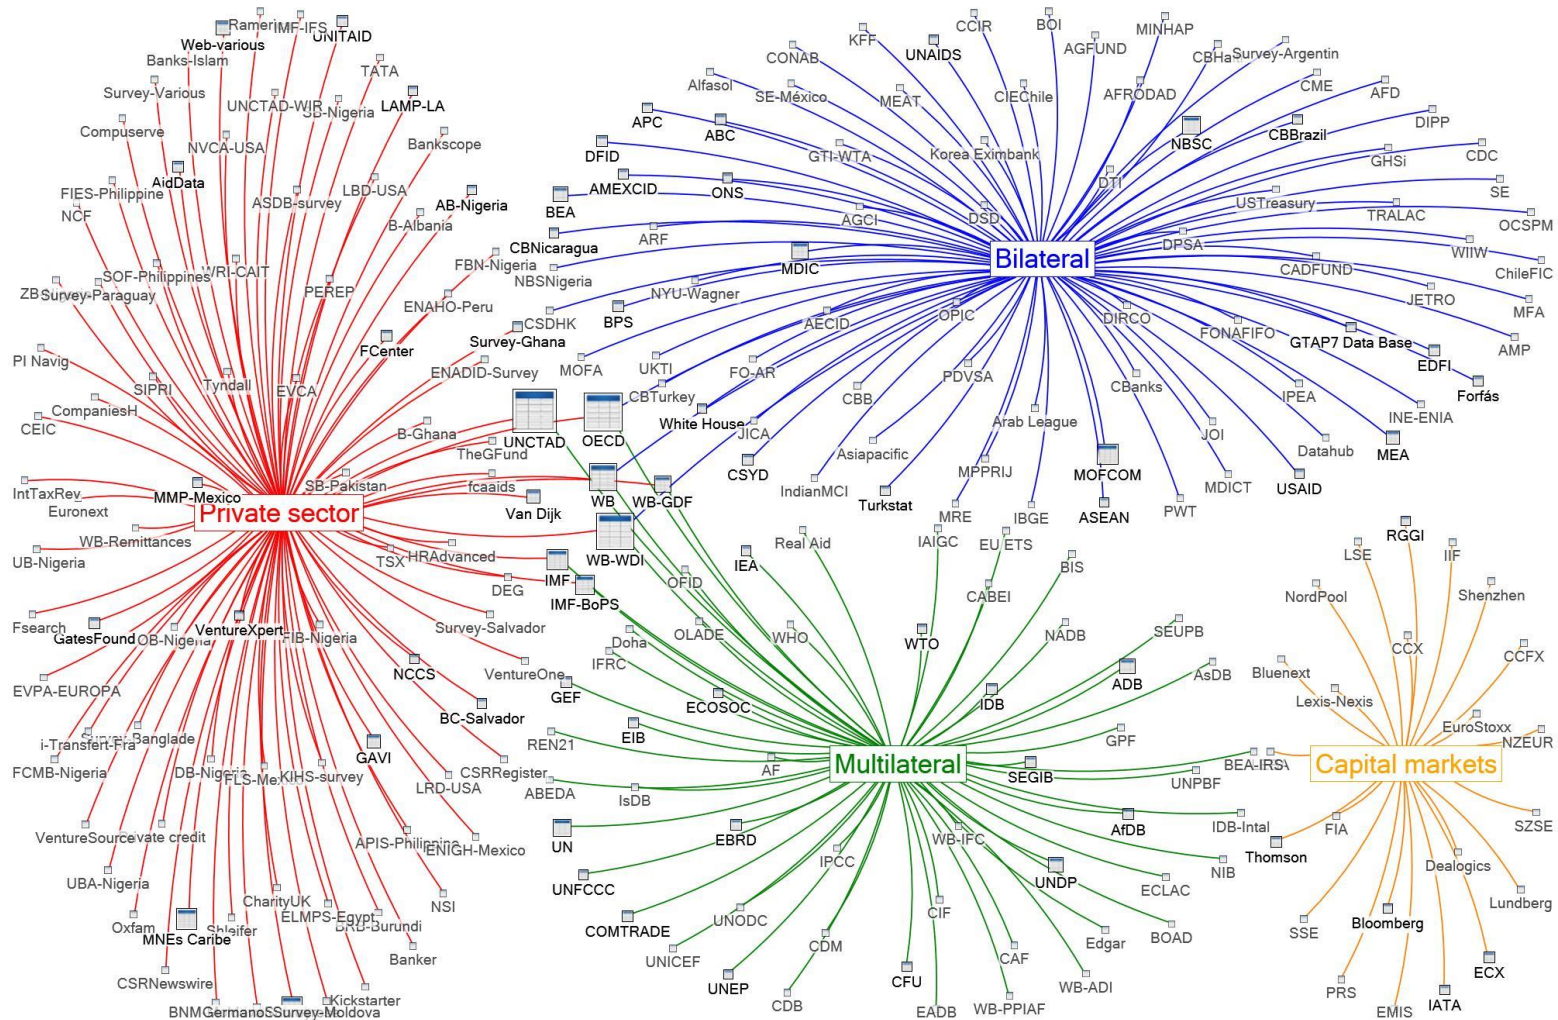 Web-various
IMF-IFS
UNITAID
Banks-Islam
TATA
Survey-Various
UNCTAD-WIR
SB-Nigeria
LAMP-LA
Compuserve
NVCA-USA
Bankscope
AidData
FIES-Philippine
LBD-USA
AB-Nigeria
NCF
ASDB-survey
B-Albania
FBN-Nigeria
SOF-Philippines
WRI-CAIT
Survey-Paraguay
PEREP
ENAHO-Peru
Survey-Ghana
PI Navig
FCenter
ENADID-Survey
SIPRI
Tyndall
EVCA
CompaniesH
CEIC
B-Ghana
TheGFund
IntTaxRev
Euronext
MMP-Mexico
SB-Pakistan
fcaaids
Van Dijk
Private sector
WB-Remittances
UB-Nigeria
TSX
HRAdvanced
DEG
Fsearch
GatesFound
OB-Nigeria
VentureXpert
FIB-Nigeria
Survey-Salvador
EVPA-EUROPA
NCCS
VentureOne
BC-Salvador
i-Transfert-Fra
Survey-Banglade
GAVI
FCMB-Nigeria
DB-Nigeria
FLS-Mexico
KIHS-survey
LRD-USA
CSRRegister
VentureSource
Private credit
APIS-Philippine
ENIGH-Mexico
UBA-Nigeria
CharityUK
NSI
Oxfam
MNEs Caribe
Shleifer
ELMPS-Egypt
BRB-Burundi
Banker
CSRNewswire
Kickstarter
UNCTAD
OECD
WB
WB-GDF
WB-WDI
IMF
IMF-BoPS
KFF
UNAIDS
CCIR
BOI
AGFUND
MINHAP
Survey-Argentin
CONAB
Alfasol
SE-México
MEAT
CIEChile
AFRODAD
CME
AFD
APC
ABC
NBSC
CBBrazil
DIPP
DFID
GTI-WTA
Korea Eximbank
GHSi
CDC
AMEXCID
ONS
DTI
BEA
AGCI
DSD
USTreasury
TRALAC
SE
OCSPM
CBNicaragua
ARF
DPSA
WIIW
Bilateral
NBSNigeria
MDIC
CADFUND
ChileFIC
NYU-Wagner
JETRO
MFA
BPS
CSDHK
AECID
OPIC
DIRCO
FONAFIFO
GTAP7 Data Base
AMP
MOFA
UKTI
FO-AR
PDVSA
CBanks
IPEA
EDFI
Forfás
CBTurkey
CBB
INE-ENIA
White House
JICA
Arab League
JOI
Datahub
MEA
Asiapacific
CSYD
MPPRIJ
MOFCOM
MDICT
USAID
IndianMCI
Turkstat
MRE
IBGE
ASEAN
PWT
Real Aid
IAIGC
EU ETS
BIS
IEA
OFID
CABEI
Doha
OLADE
WHO
WTO
NADB
SEUPB
IFRC
GEF
ECOSOC
IDB
ADB
AsDB
REN21
EIB
GPF
AF
Multilateral
SEGIB
UNPBF
ABEDA
IsDB
UN
EBRD
WB-IFC
AfDB
IDB-Intal
UNFCCC
IPCC
UNDP
ECLAC
NIB
COMTRADE
UNODC
CIF
Edgar
BOAD
UNICEF
CDM
CAF
UNEP
CFU
WB-ADI
CDB
EADB
WB-PPIAF
RGGI
LSE
IIF
NordPool
Shenzhen
CCX
CCFX
Bluenext
Lexis-Nexis
EuroStoxx
NZEUR
Capital markets
FIA
SZSE
Thomson
Dealogics
Lundberg
SSE
Bloomberg
PRS
ECX
EMIS
IATA